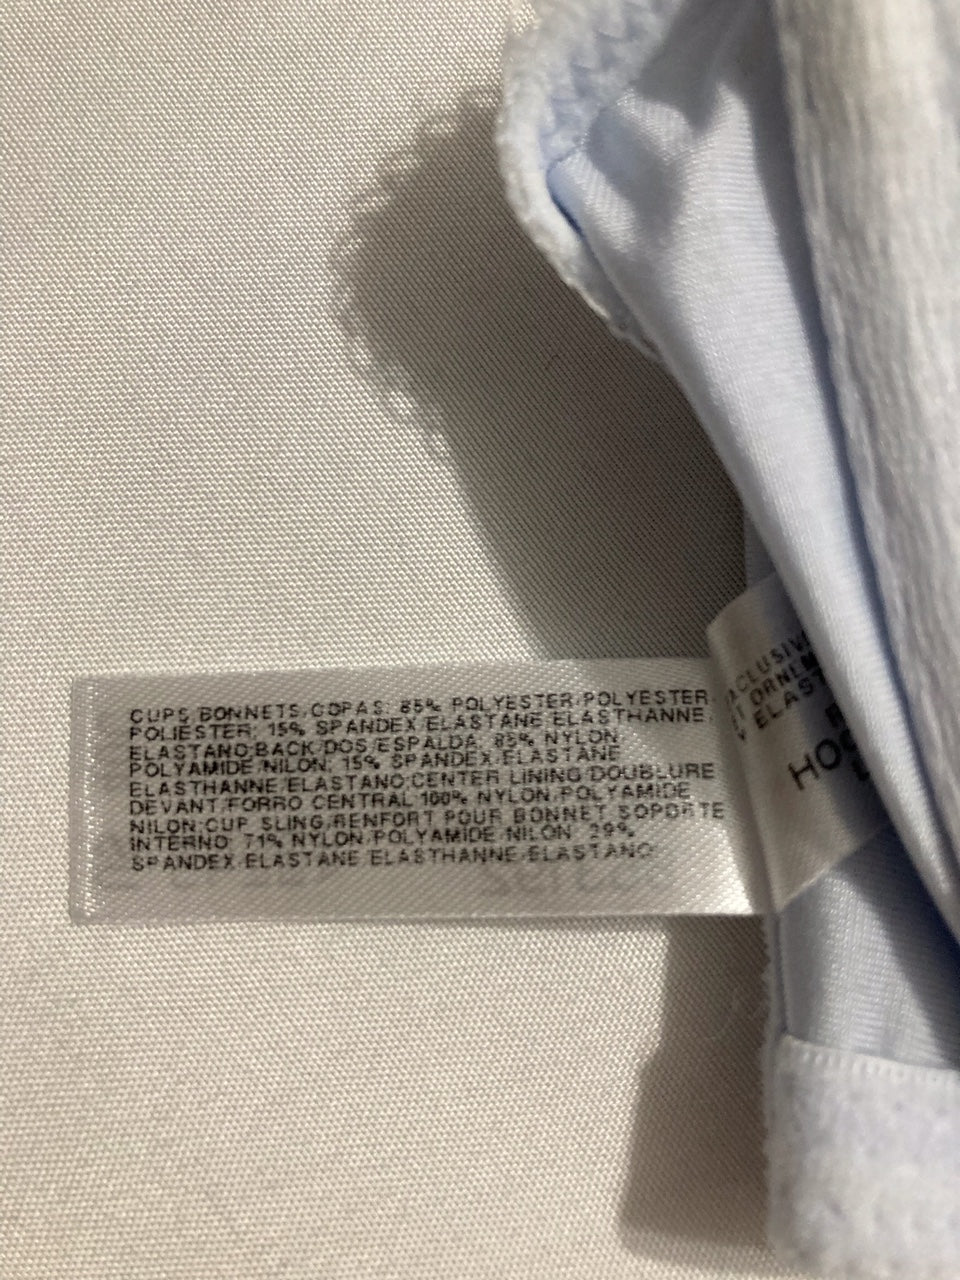 CUPS/BONNETS/COPAS: 85% POLYESTER/POLYESTER/
POLIESTER; 15% SPANDEX/ELASTANE/ELASTHANNE/
ELASTANO;BACK/DOS/ESPALDA: 85% NYLON
POLYAMIDE/NILON; 15% SPANDEX/ELASTANE
ELASTHANNE/ELASTANO;CENTER LINING/DOUBLURE
DEVANT/FORRO CENTRAL 100% NYLON/POLYAMIDE
NILON;CUP SLING/RENFORT POUR BONNET/SOPORTE
INTERNO: 71% NYLON/POLYAMIDE/NILON 29%
SPANDEX/ELASTANE/ELASTHANNE/ELASTANO